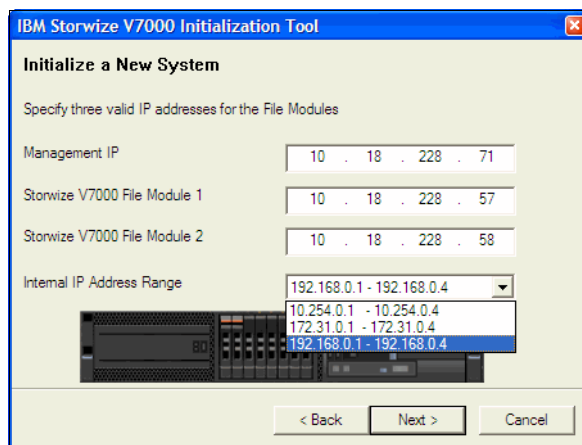 IBM Storwize V7000 Initialization Tool
Initialize a New System
Specify three valid IP addresses for the File Modules
Management IP 10 . 18 . 228 . 71
Storwize V7000 File Module 1 10 . 18 . 228 . 57
Storwize V7000 File Module 2 10 . 18 . 228 . 58
Internal IP Address Range 192.168.0.1 - 192.168.0.4
10.254.0.1 - 10.254.0.4
172.31.0.1 - 172.31.0.4
192.168.0.1 - 192.168.0.4
< Back Next > Cancel